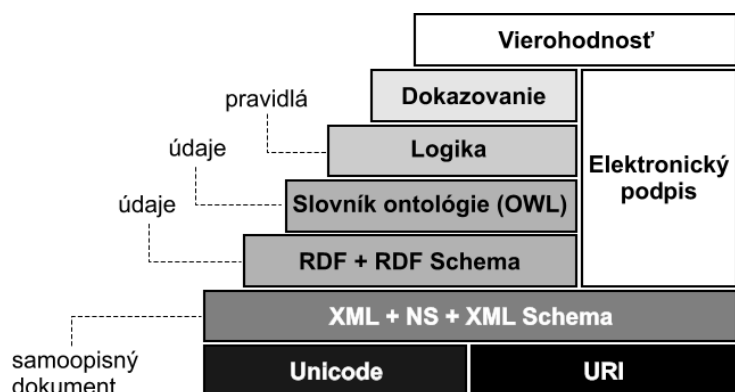 Vierohodnosť
Dokazovanie
pravidlá
Logika
Elektronický
podpis
údaje
Slovník ontológie (OWL)
údaje
RDF + RDF Schema
XML + NS + XML Schema
samoopisný
dokument
Unicode
URI